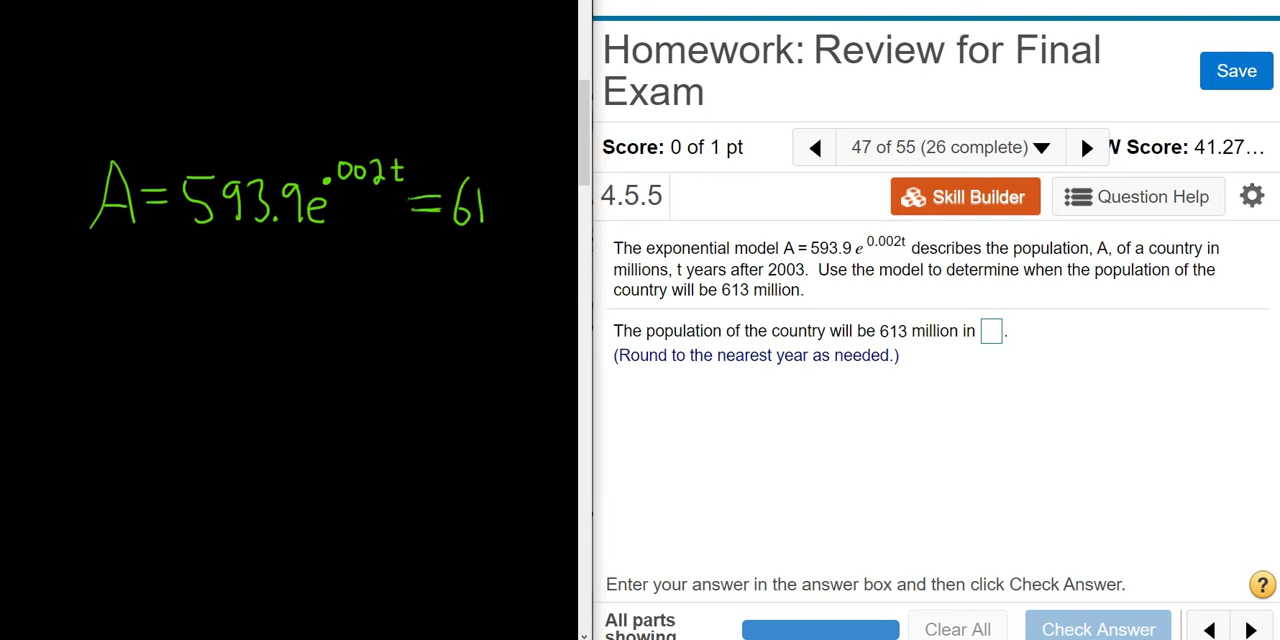 A = 593.9e^.002t = 61
Homework: Review for Final
Exam
Save
Score: 0 of 1 pt
47 of 55 (26 complete)
W Score: 41.27…
4.5.5
Skill Builder
Question Help
The exponential model A = 593.9 e^0.002t describes the population, A, of a country in
millions, t years after 2003. Use the model to determine when the population of the
country will be 613 million.
The population of the country will be 613 million in .
(Round to the nearest year as needed.)
Enter your answer in the answer box and then click Check Answer.
?
All parts
showing
Clear All
Check Answer